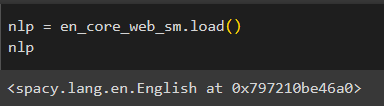 nlp = en_core_web_sm.load()
nlp
<spacy.lang.en.English at 0x797210be46a0>